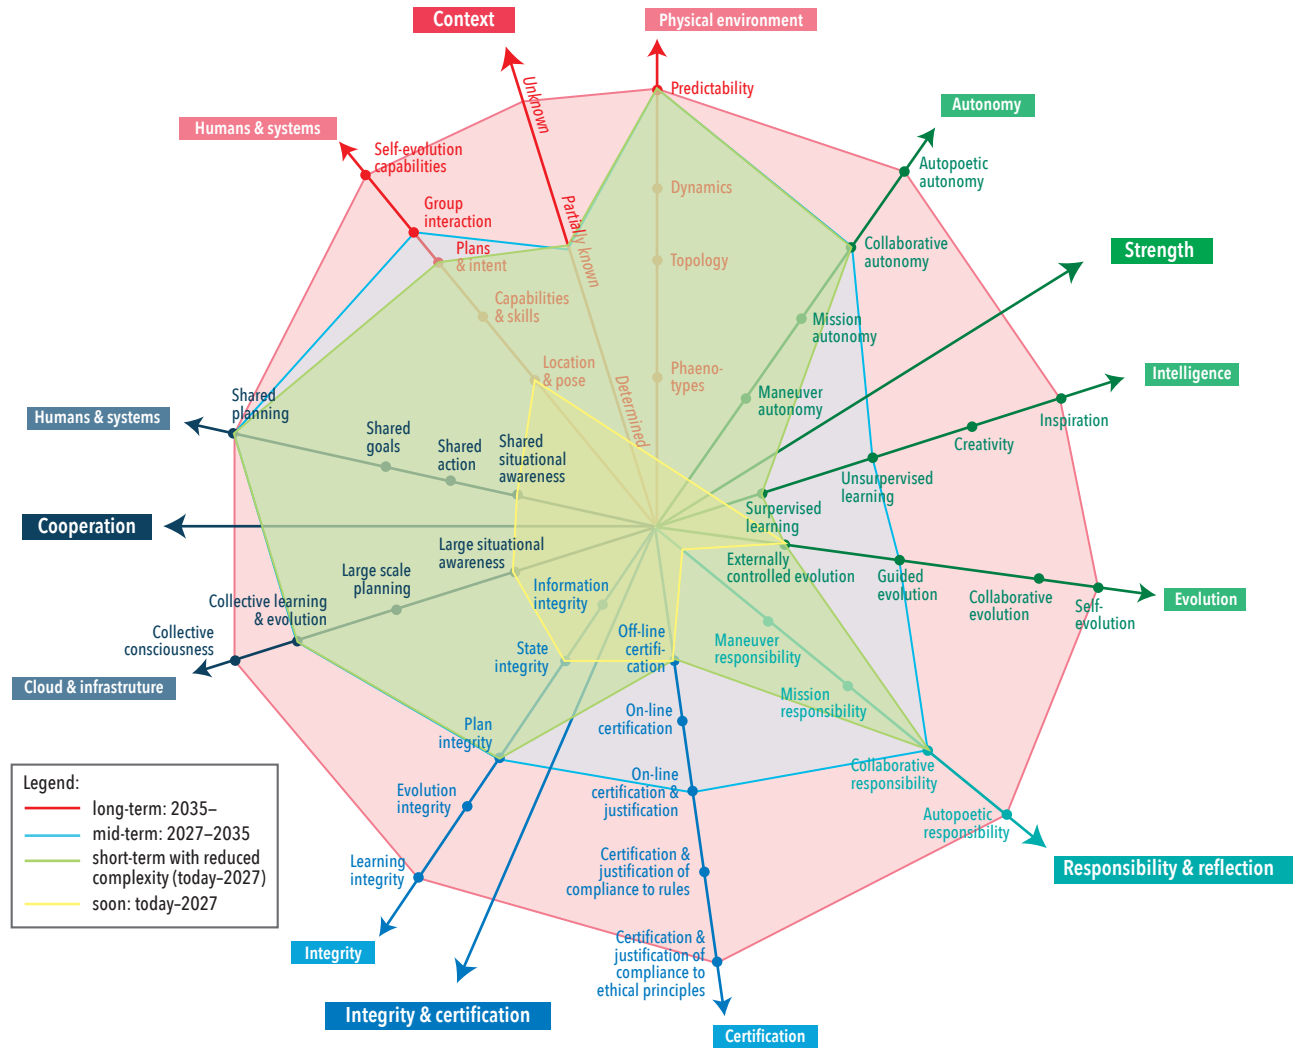 Context
Physical environment
Predictability
Unknown
Humans & systems
Self-evolution
capabilities
Group
interaction
Plans
& intent
Partially known
Dynamics
Topology
Capabilities
& skills
Location
& pose
Determined
Phaeno-
types
Autonomy
Autopoetic
autonomy
Collaborative
autonomy
Mission
autonomy
Maneuver
autonomy
Strength
Intelligence
Inspiration
Creativity
Unsurpervised
learning
Surpervised
learning
Externally
controlled evolution
Guided
evolution
Collaborative
evolution
Self-
evolution
Evolution
Humans & systems
Shared
planning
Shared
goals
Shared
action
Shared
situational
awareness
Cooperation
Large situational
awareness
Large scale
planning
Collective learning
& evolution
Collective
consciousness
Cloud & infrastruture
Information
integrity
State
integrity
Plan
integrity
Evolution
integrity
Learning
integrity
Integrity
Integrity & certification
Off-line
certifi-
cation
On-line
certification
On-line
certification &
justification
Certification &
justification of
compliance to rules
Certification &
justification of
compliance to
ethical principles
Certification
Maneuver
responsibility
Mission
responsibility
Collaborative
responsibility
Autopoetic
responsibility
Responsibility & reflection
Legend:
long-term: 2035–
mid-term: 2027–2035
short-term with reduced
complexity (today–2027)
soon: today–2027